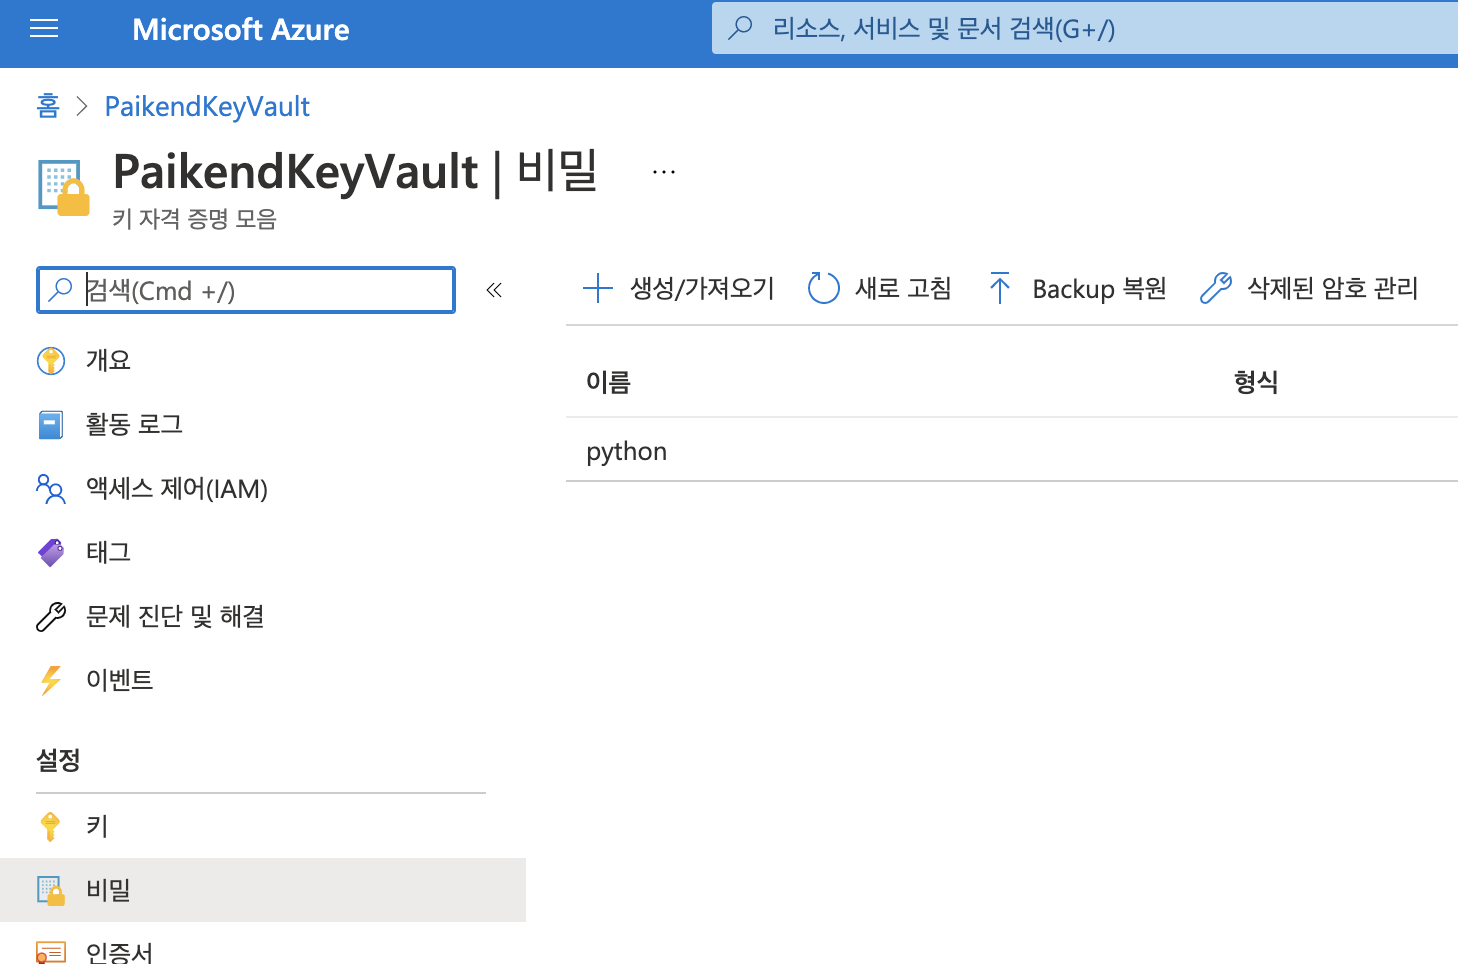 Microsoft Azure
리소스, 서비스 및 문서 검색(G+/)
홈 > PaikendKeyVault
PaikendKeyVault | 비밀 ...
키 자격 증명 모음
검색(Cmd +/)
«
생성/가져오기
새로 고침
Backup 복원
삭제된 암호 관리
개요
활동 로그
액세스 제어(IAM)
태그
문제 진단 및 해결
이벤트
설정
키
비밀
인증서
이름 형식
python